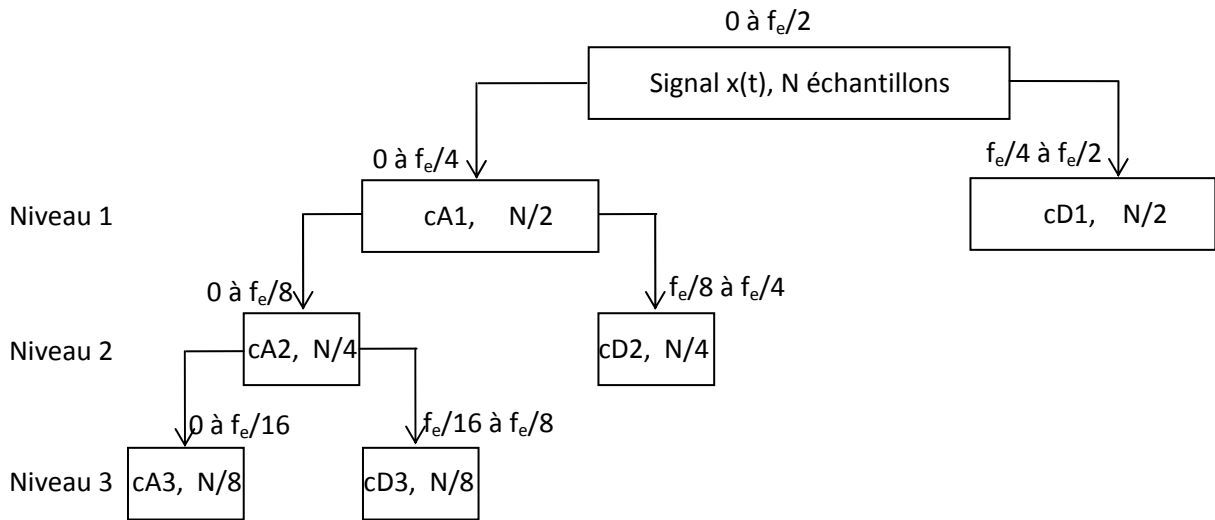 0 à fe/2
Signal x(t), N échantillons
0 à fe/4
fe/4 à fe/2
Niveau 1
cA1, N/2
cD1, N/2
0 à fe/8
fe/8 à fe/4
Niveau 2
cA2, N/4
cD2, N/4
0 à fe/16
fe/16 à fe/8
Niveau 3
cA3, N/8
cD3, N/8